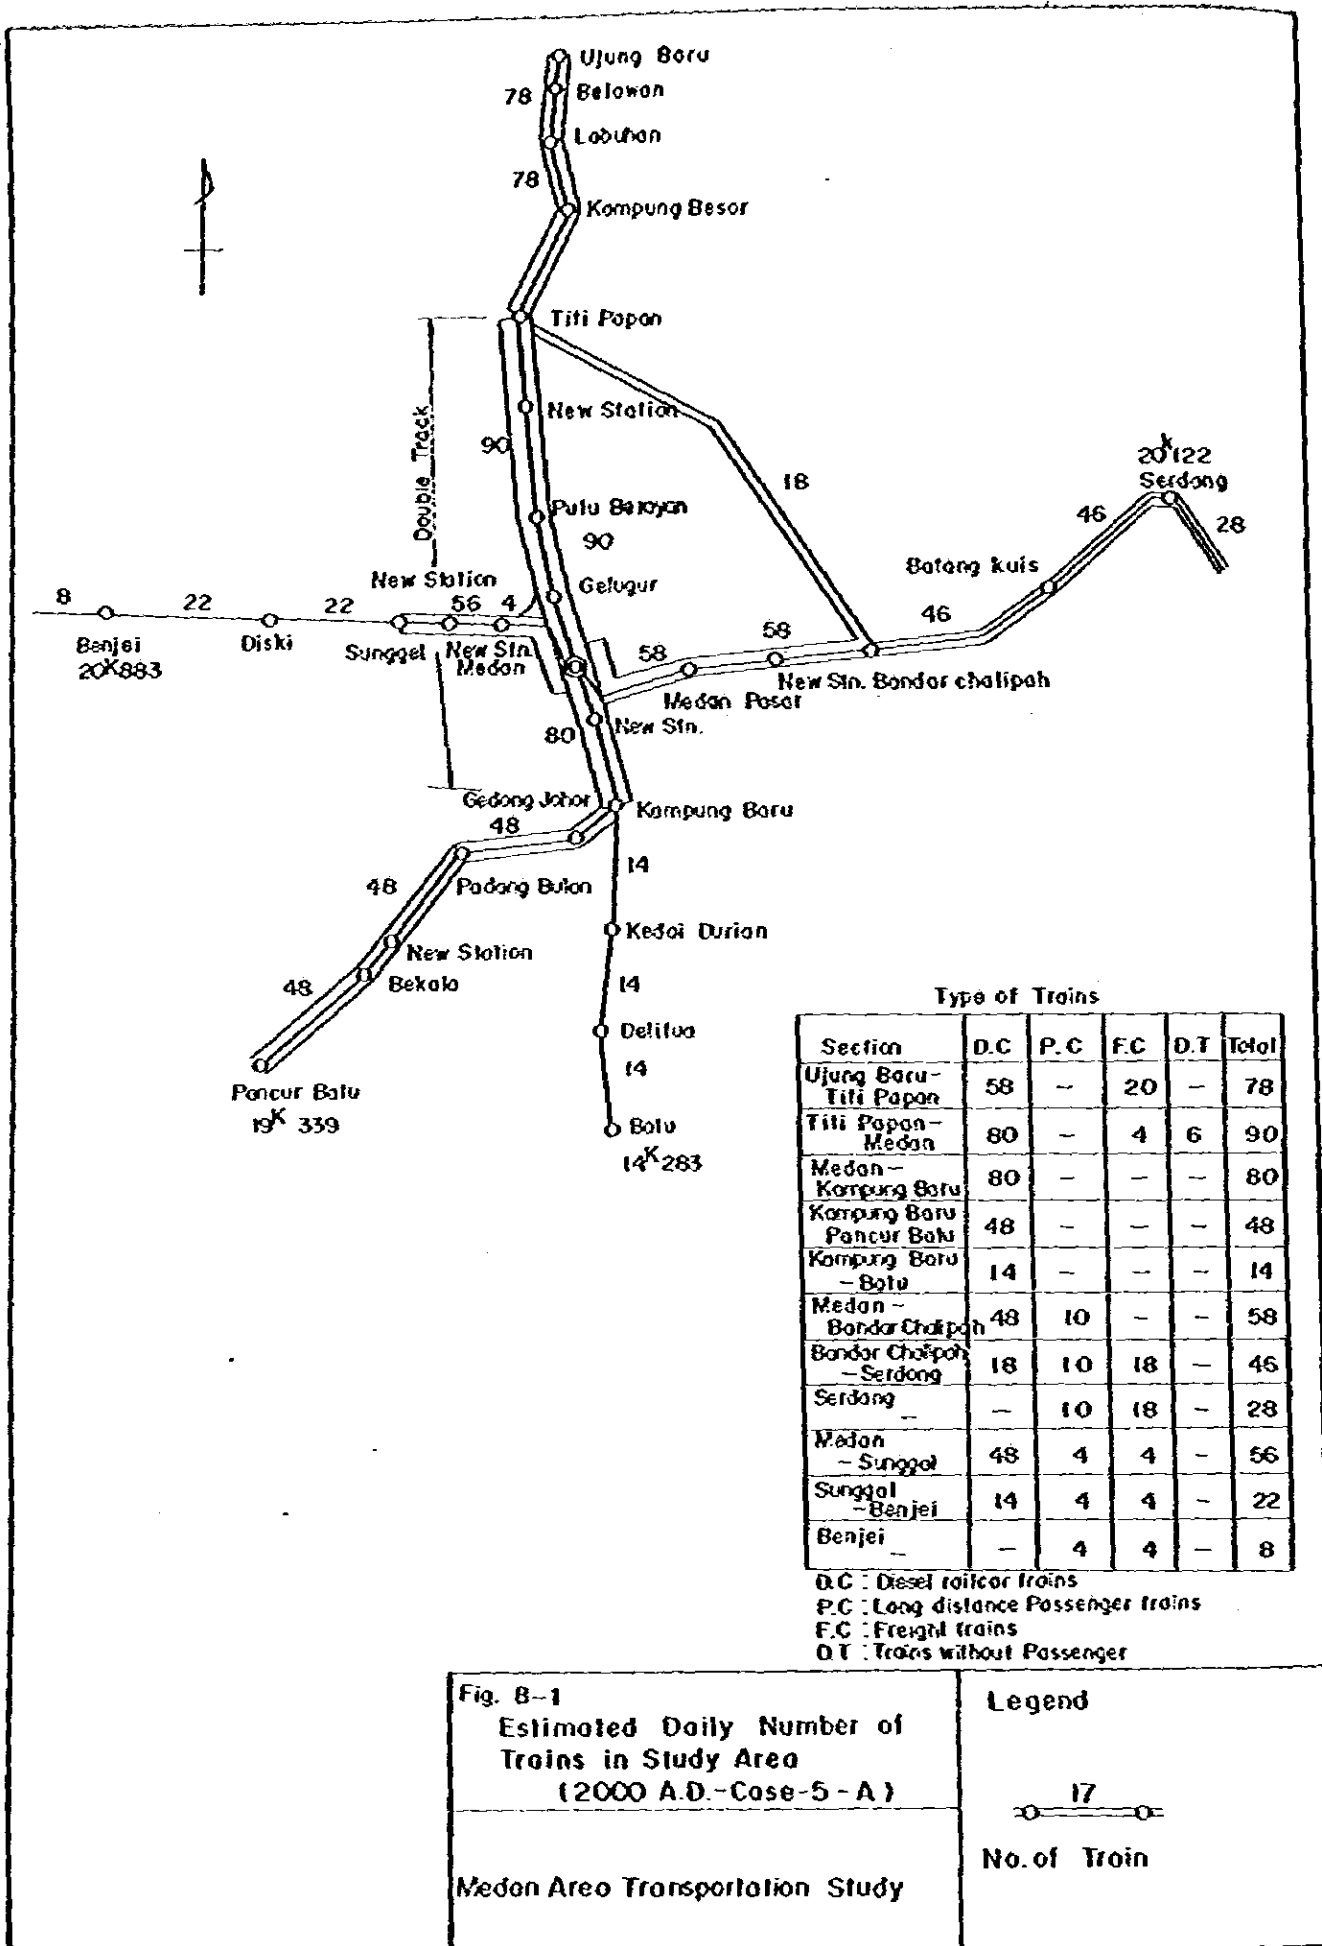 Ujung Baru
78
Belawan
Labuhan
78
Kampung Besar
Titi Papan
Double Track
New Station
90
18
20K122
Serdang
46
28
Pulu Berayan
90
Batang kuis
New Station
Gelugur
8
22
22
56
4
46
58
58
Benjei
20K883
Diski
Sunggal
New Stn.
Medan
New Stn.
Bandar chalipah
Medan Pasar
New Stn.
80
Gedong Johor
Kampung Baru
48
14
48
Padang Bulan
Kedai Durian
New Station
48
Bekala
14
Delitua
14
Pancur Batu
19K 339
Batu
14K283
Type of Trains
Section D.C P.C F.C D.T Total
Ujung Baru-
Titi Papan 58 - 20 - 78
Titi Papan-
Medan 80 - 4 6 90
Medan -
Kampung Batu 80 - - - 80
Kampung Baru
Pancur Batu 48 - - - 48
Kampung Baru
- Batu 14 - - - 14
Medan -
Bandar Chalipah 48 10 - - 58
Bandar Chalipah
- Serdang 18 10 18 - 46
Serdang
- - 10 18 - 28
Medan
- Sunggal 48 4 4 - 56
Sunggal
- Benjei 14 4 4 - 22
Benjei
- - 4 4 - 8
D.C : Diesel railcar trains
P.C : Long distance Passenger trains
F.C : Freight trains
D.T : Trains without Passenger
Fig. 8-1
Estimated Daily Number of
Trains in Study Area
(2000 A.D.-Case-5-A)
Medan Area Transportation Study
Legend
17
No. of Train